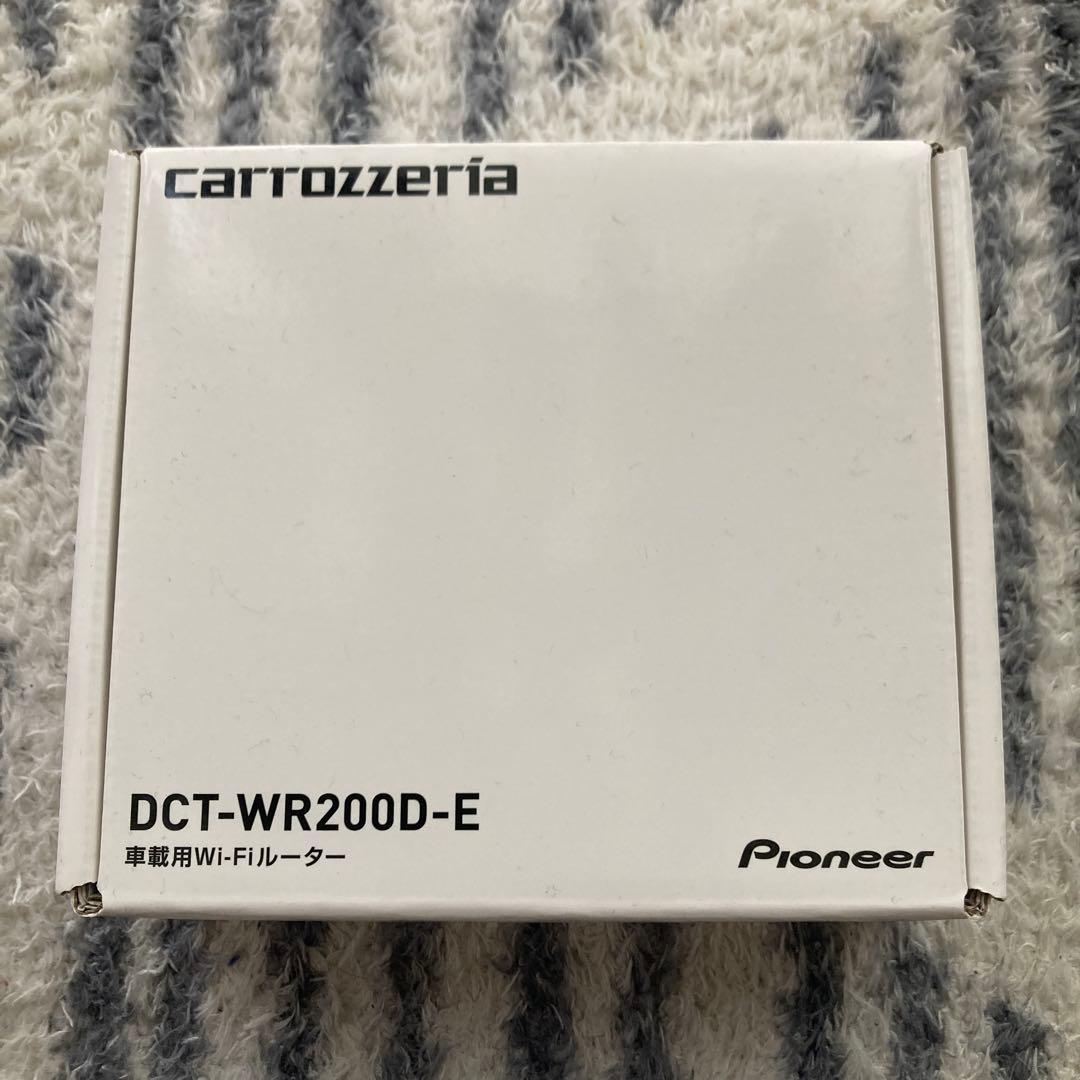 carrozzeria
DCT-WR200D-E
車載用Wi-Fiルーター
Pioneer